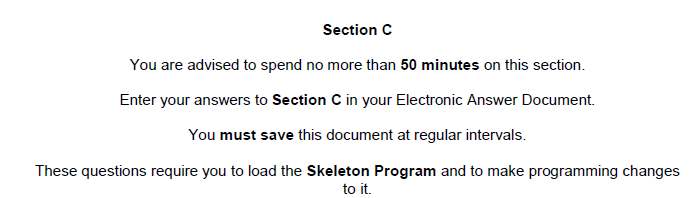 Section C
You are advised to spend no more than 50 minutes on this section.
Enter your answers to Section C in your Electronic Answer Document.
You must save this document at regular intervals.
These questions require you to load the Skeleton Program and to make programming changes
to it.